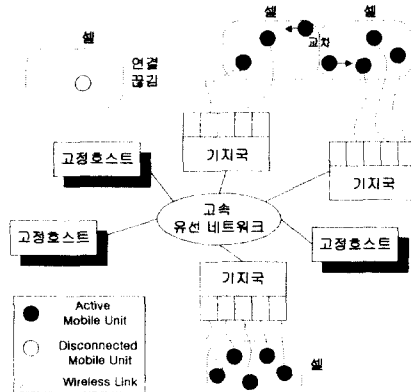 셀
셀
셀
연결
끊김
교차
기지국
기지국
고정호스트
고속
유선 네트워크
고정호스트
고정호스트
기지국
셀
Active
Mobile Unit
Disconnected
Mobile Unit
Wireless Link